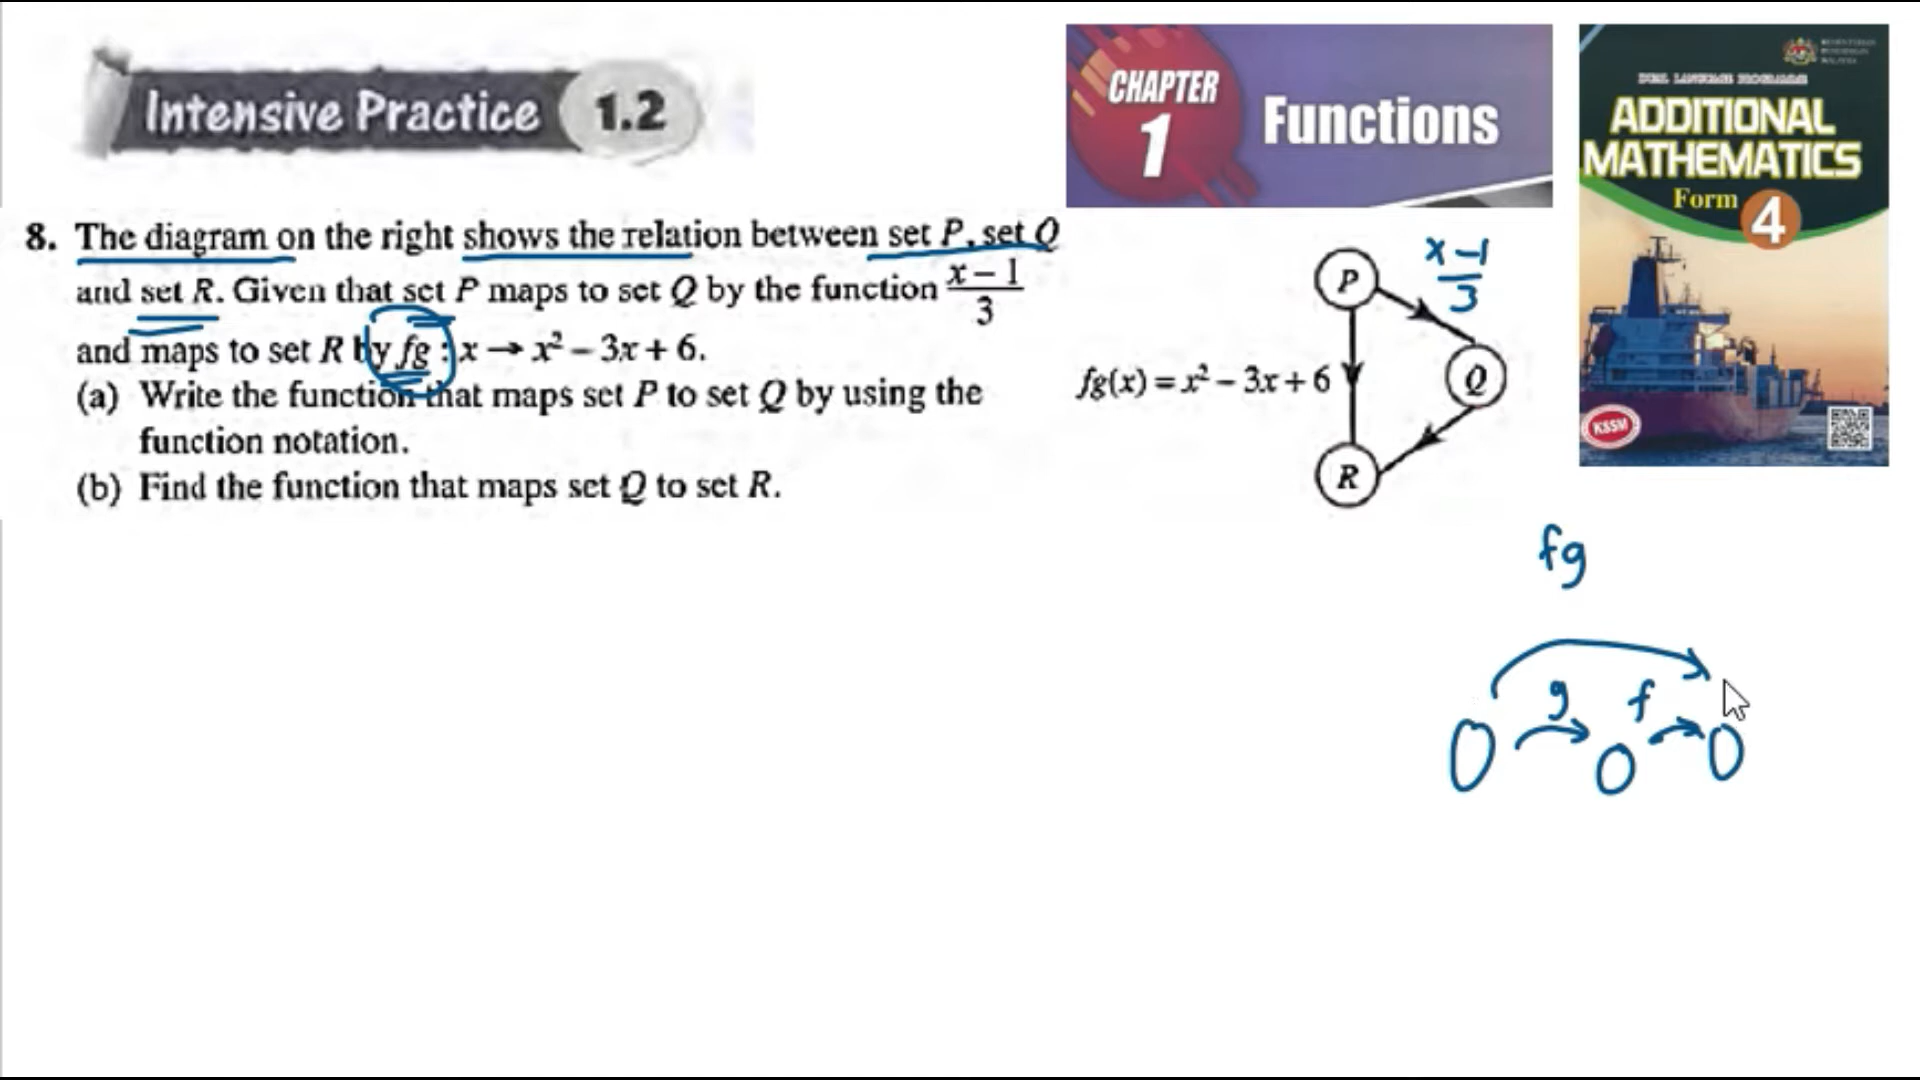 Intensive Practice 1.2
CHAPTER
1
Functions
DUAL LANGUAGE PROGRAMME
ADDITIONAL
MATHEMATICS
Form 4
KSSM
8. The diagram on the right shows the relation between set P, set Q
and set R. Given that set P maps to set Q by the function x – 1 / 3
and maps to set R by fg : x → x² – 3x + 6.
(a) Write the function that maps set P to set Q by using the
function notation.
(b) Find the function that maps set Q to set R.
P
x – 1 / 3
fg(x) = x² – 3x + 6
Q
R
fg
g f